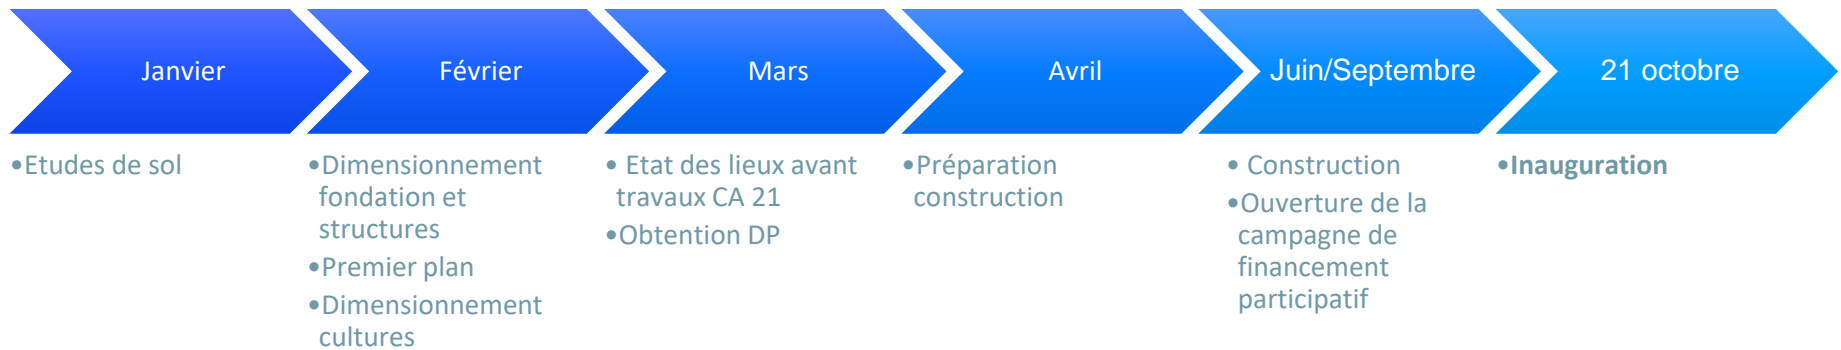 Janvier
Février
Mars
Avril
Juin/Septembre
21 octobre
•Etudes de sol
•Dimensionnement
fondation et
structures
•Premier plan
•Dimensionnement
cultures
• Etat des lieux avant
travaux CA 21
•Obtention DP
•Préparation
construction
• Construction
•Ouverture de la
campagne de
financement
participatif
•Inauguration